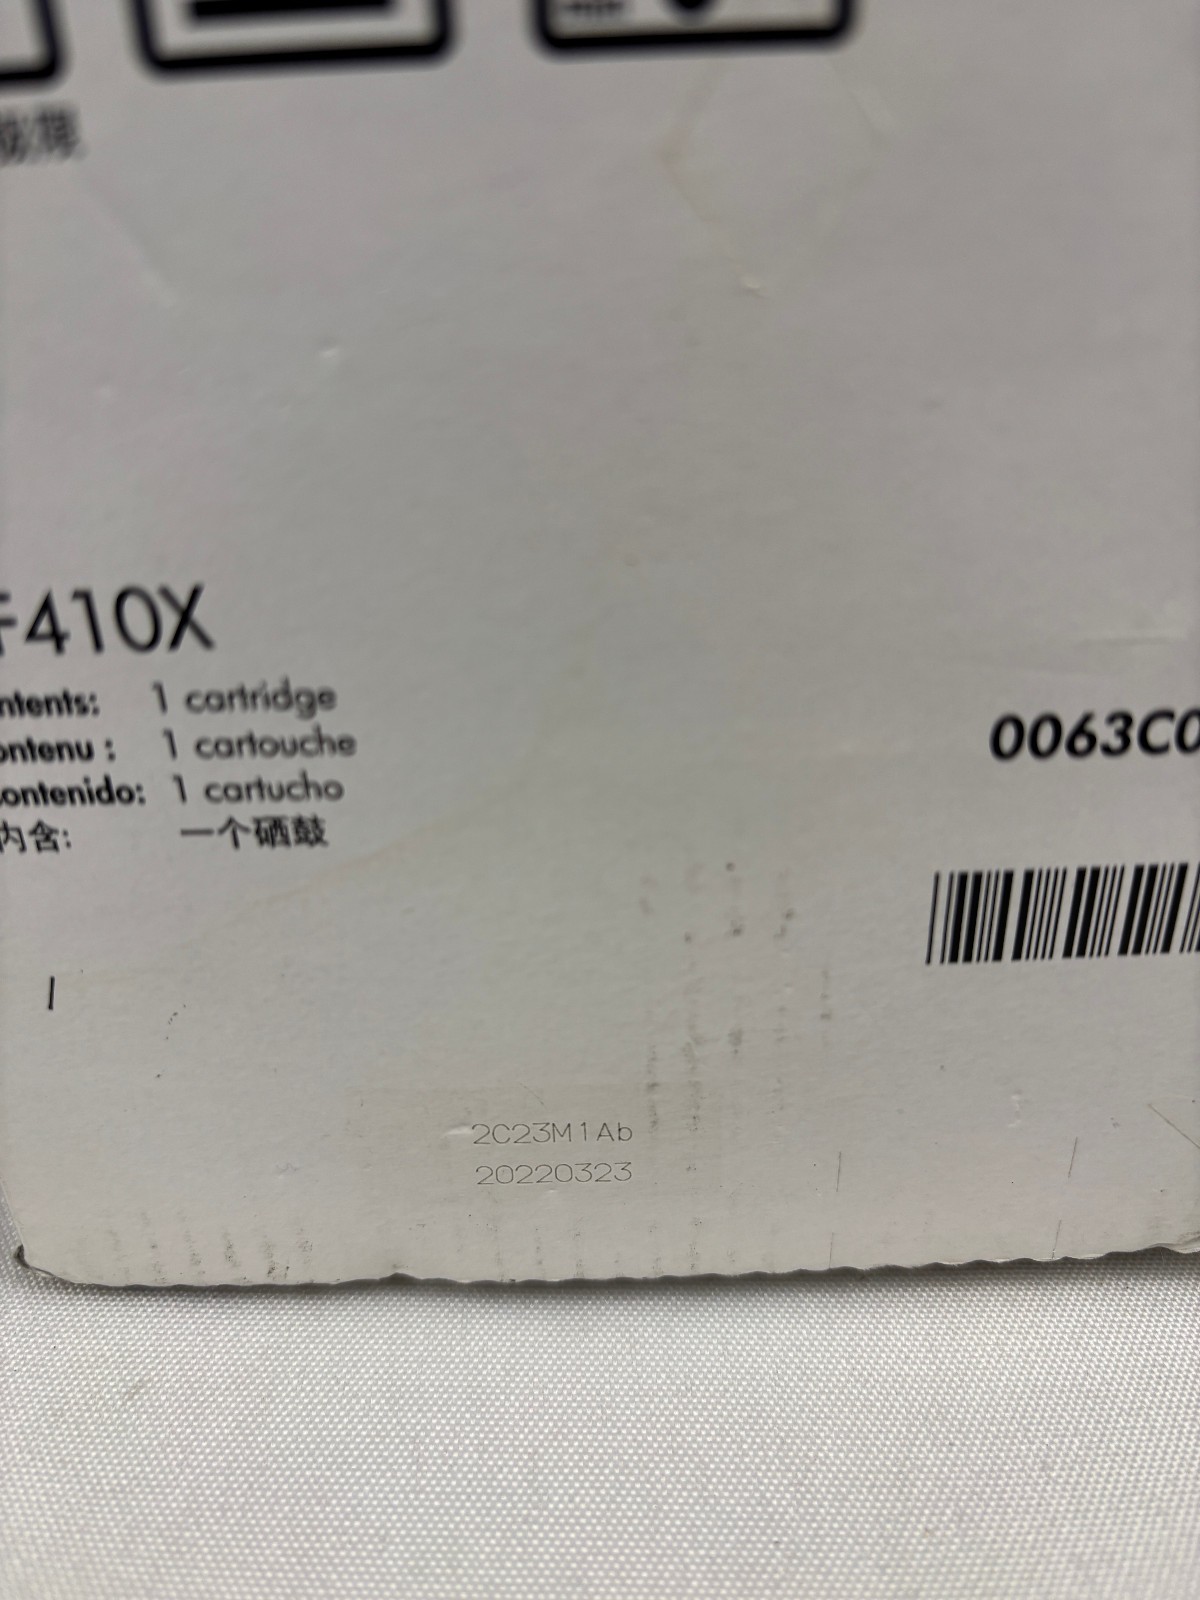 F410X
ntents: 1 cartridge
ontenu : 1 cartouche
ontenido: 1 cartucho
内含: 一个硒鼓
0063C0
2C23M1Ab
20220323